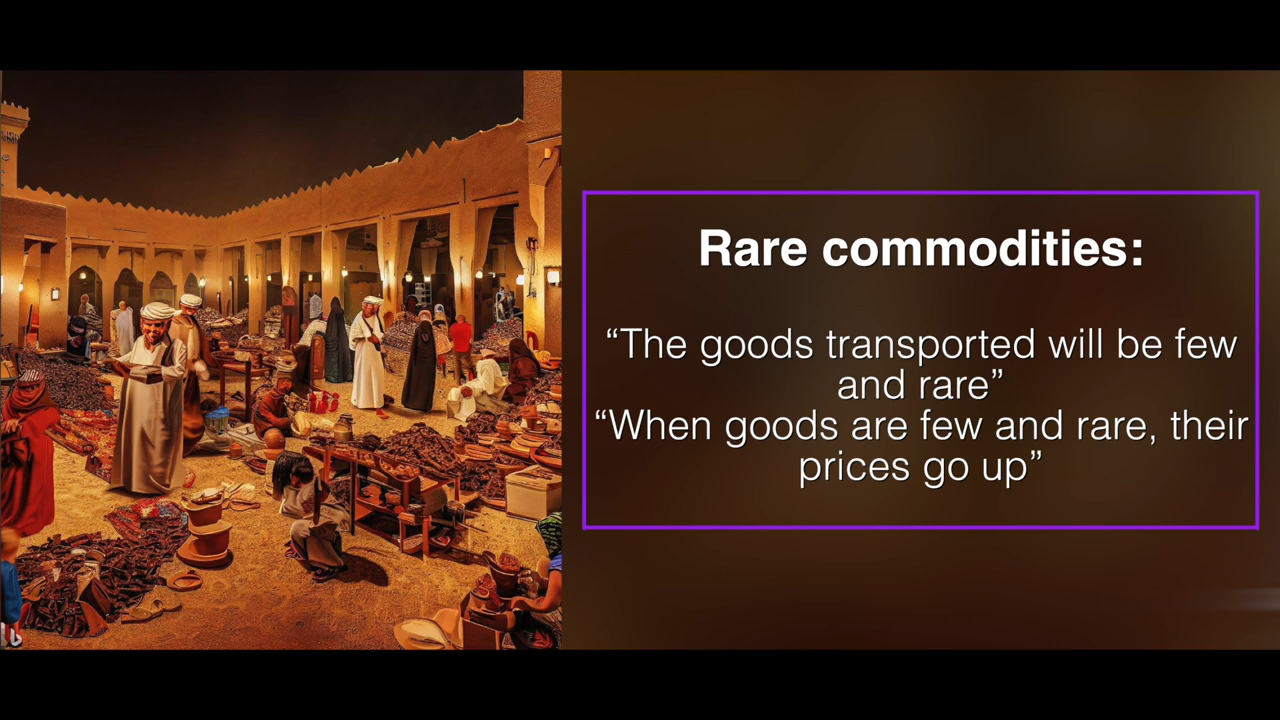 Rare commodities:
“The goods transported will be few
and rare”
“When goods are few and rare, their
prices go up”